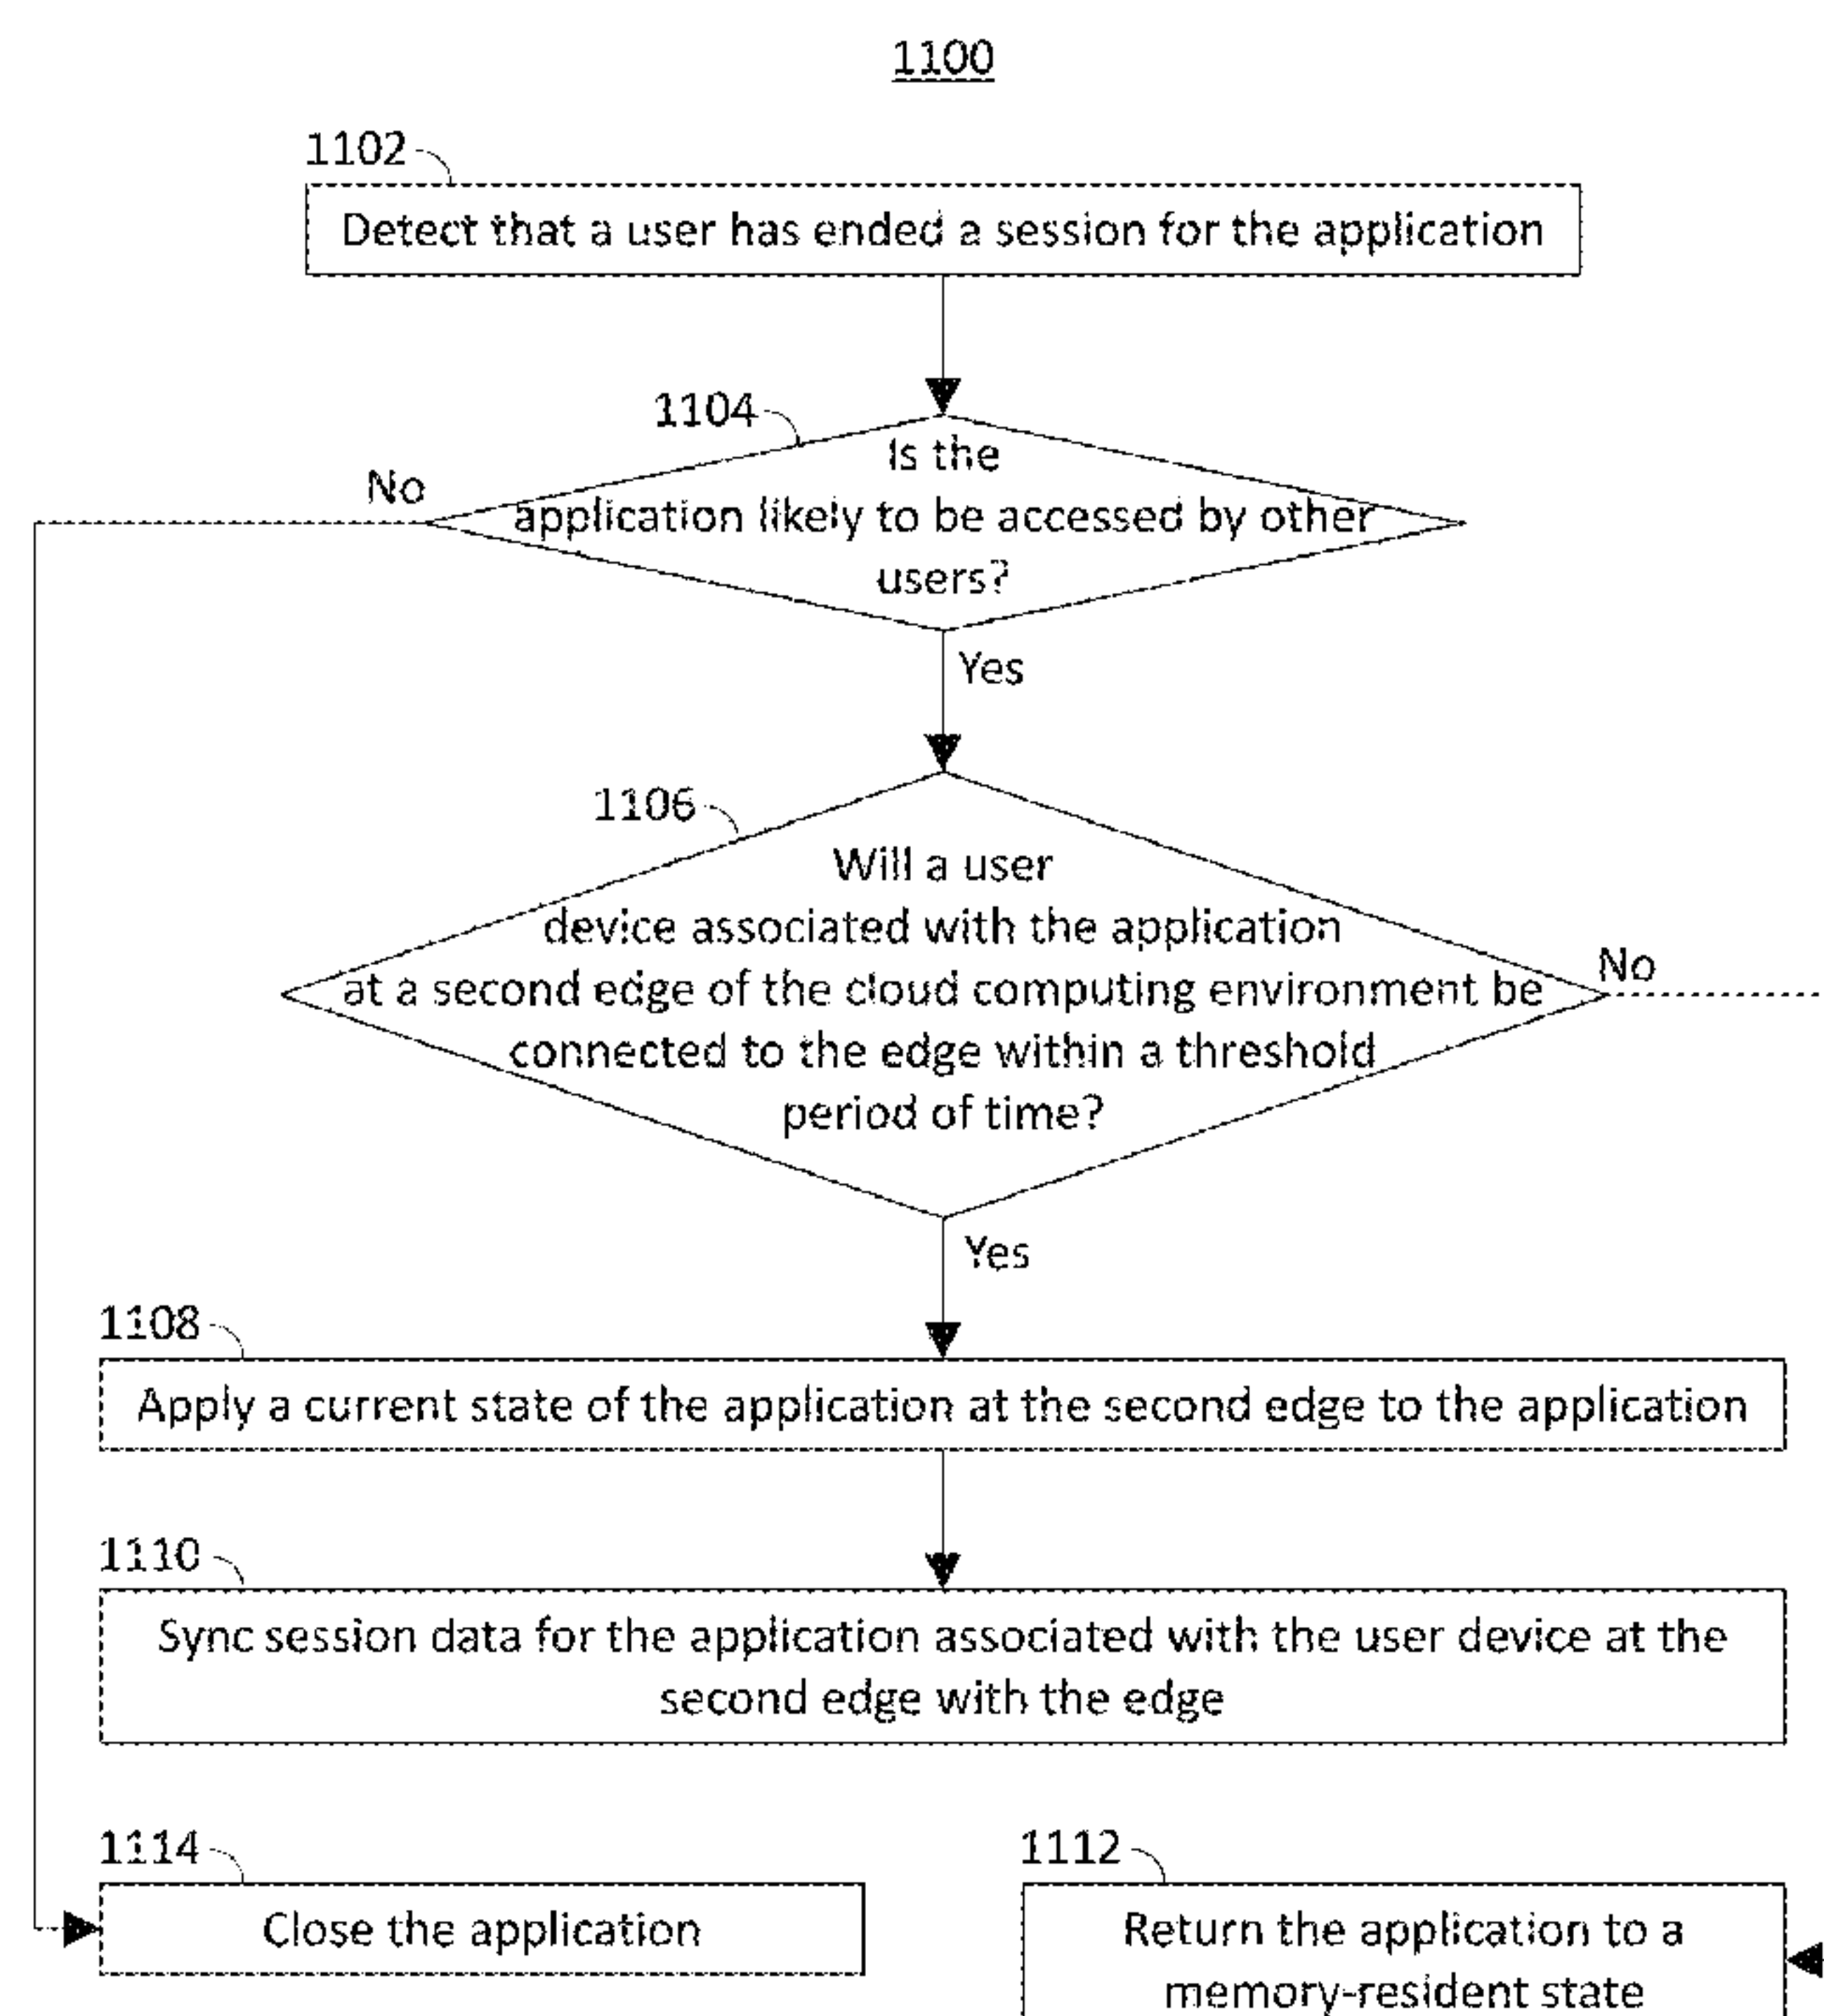 1100
1102
Detect that a user has ended a session for the application
1104
No
Is the
application likely to be accessed by other
users?
Yes
1106
Will a user
device associated with the application
at a second edge of the cloud computing environment be
connected to the edge within a threshold
period of time?
No
Yes
1108
Apply a current state of the application at the second edge to the application
1110
Sync session data for the application associated with the user device at the
second edge with the edge
1114
Close the application
1112
Return the application to a
memory-resident state